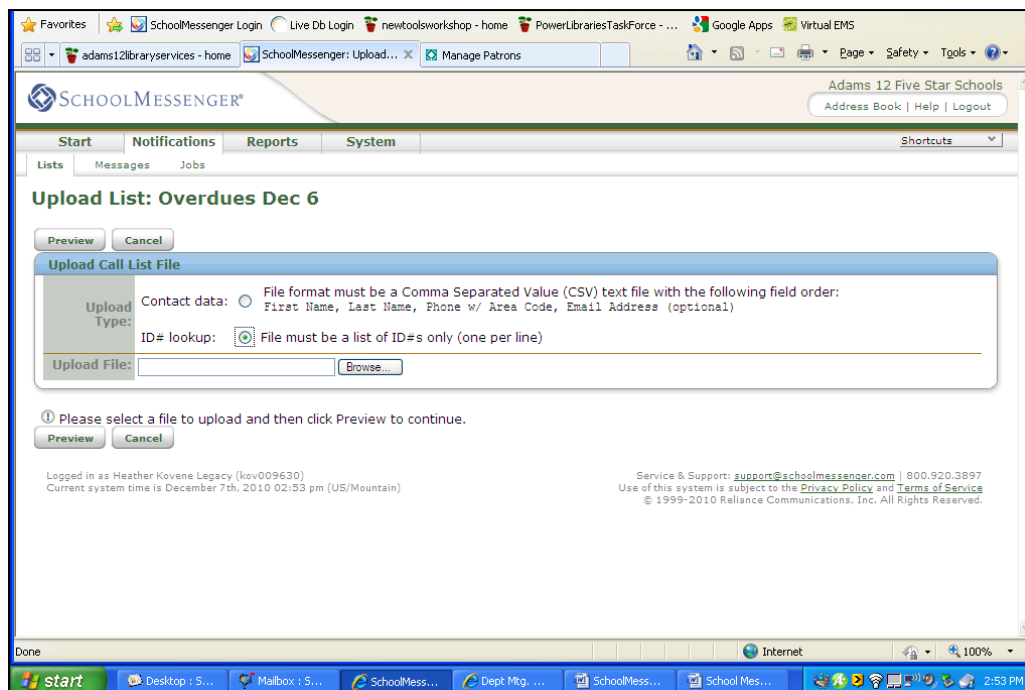 Favorites SchoolMessenger Login Live Db Login newtoolsworkshop - home PowerLibrariesTaskForce - ... Google Apps Virtual EMS
adams12libraryservices - home SchoolMessenger: Upload... X Manage Patrons Page Safety Tools
SCHOOLMESSENGER® Adams 12 Five Star Schools
Address Book | Help | Logout
Start Notifications Reports System Shortcuts
Lists Messages Jobs
Upload List: Overdues Dec 6
Preview Cancel
Upload Call List File
Upload Type: Contact data: File format must be a Comma Separated Value (CSV) text file with the following field order:
First Name, Last Name, Phone w/ Area Code, Email Address (optional)
ID# lookup: File must be a list of ID#s only (one per line)
Upload File: Browse...
Please select a file to upload and then click Preview to continue.
Preview Cancel
Logged in as Heather Kovene Legacy (kov009630) Service & Support: support@schoolmessenger.com | 800.920.3897
Current system time is December 7th, 2010 02:53 pm (US/Mountain) Use of this system is subject to the Privacy Policy and Terms of Service
© 1999-2010 Reliance Communications, Inc. All Rights Reserved.
Done Internet 100%
start Desktop : S... Mailbox : S... SchoolMess... Dept Mtg. ... SchoolMess... School Mes... 2:53 PM